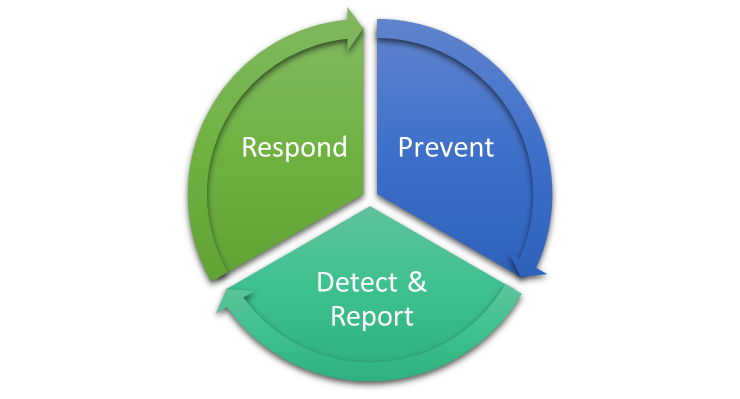 Respond
Prevent
Detect &
Report